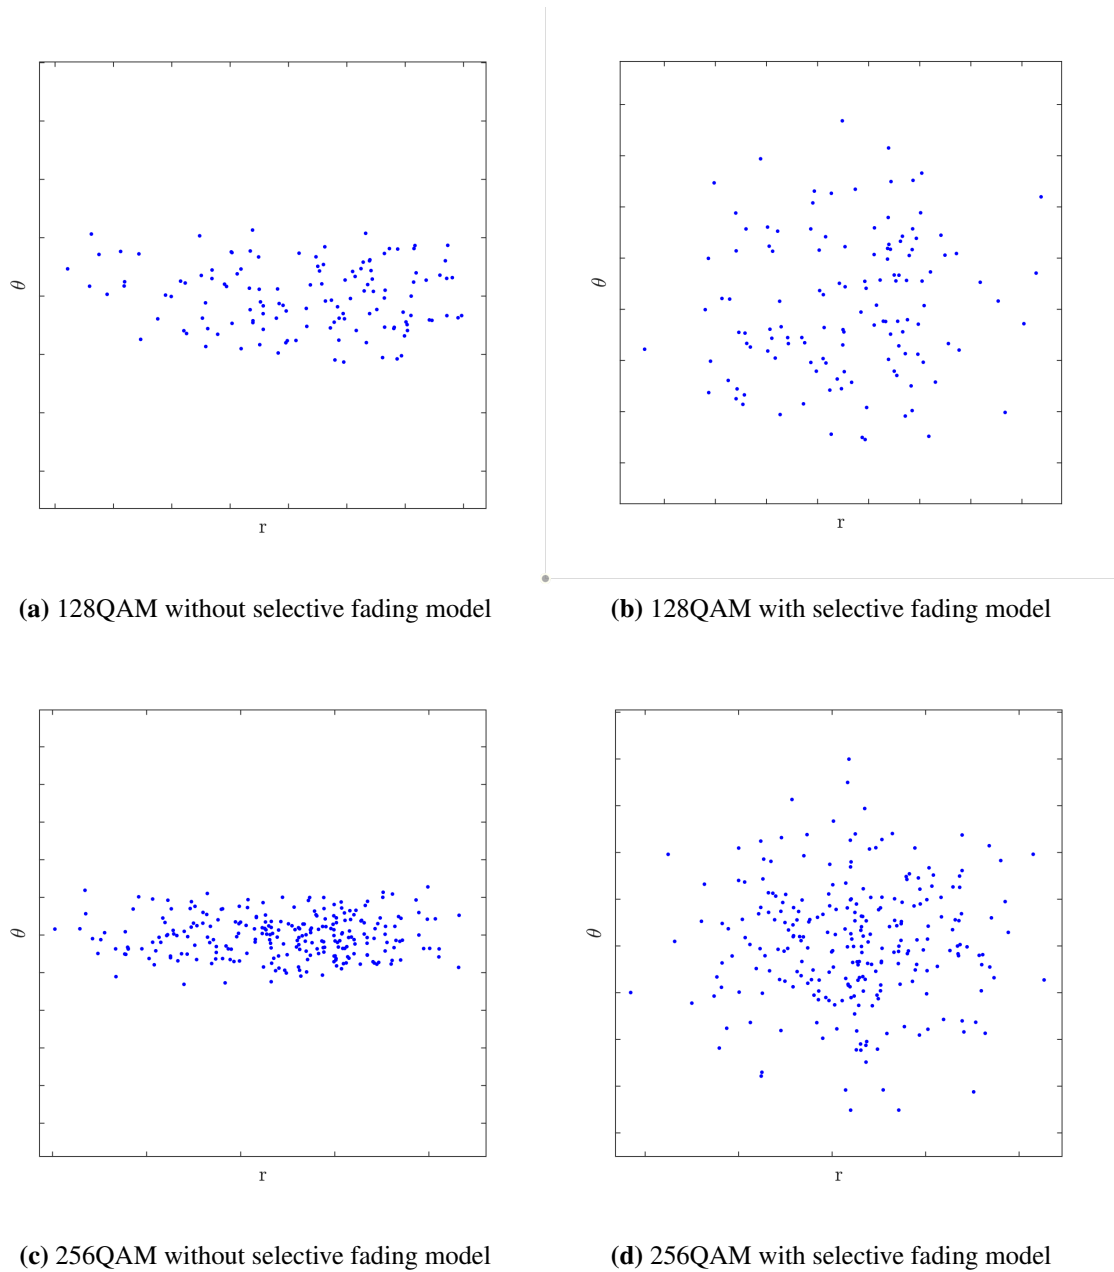 θ
r
θ
r
(a) 128QAM without selective fading model
(b) 128QAM with selective fading model
θ
r
θ
r
(c) 256QAM without selective fading model
(d) 256QAM with selective fading model